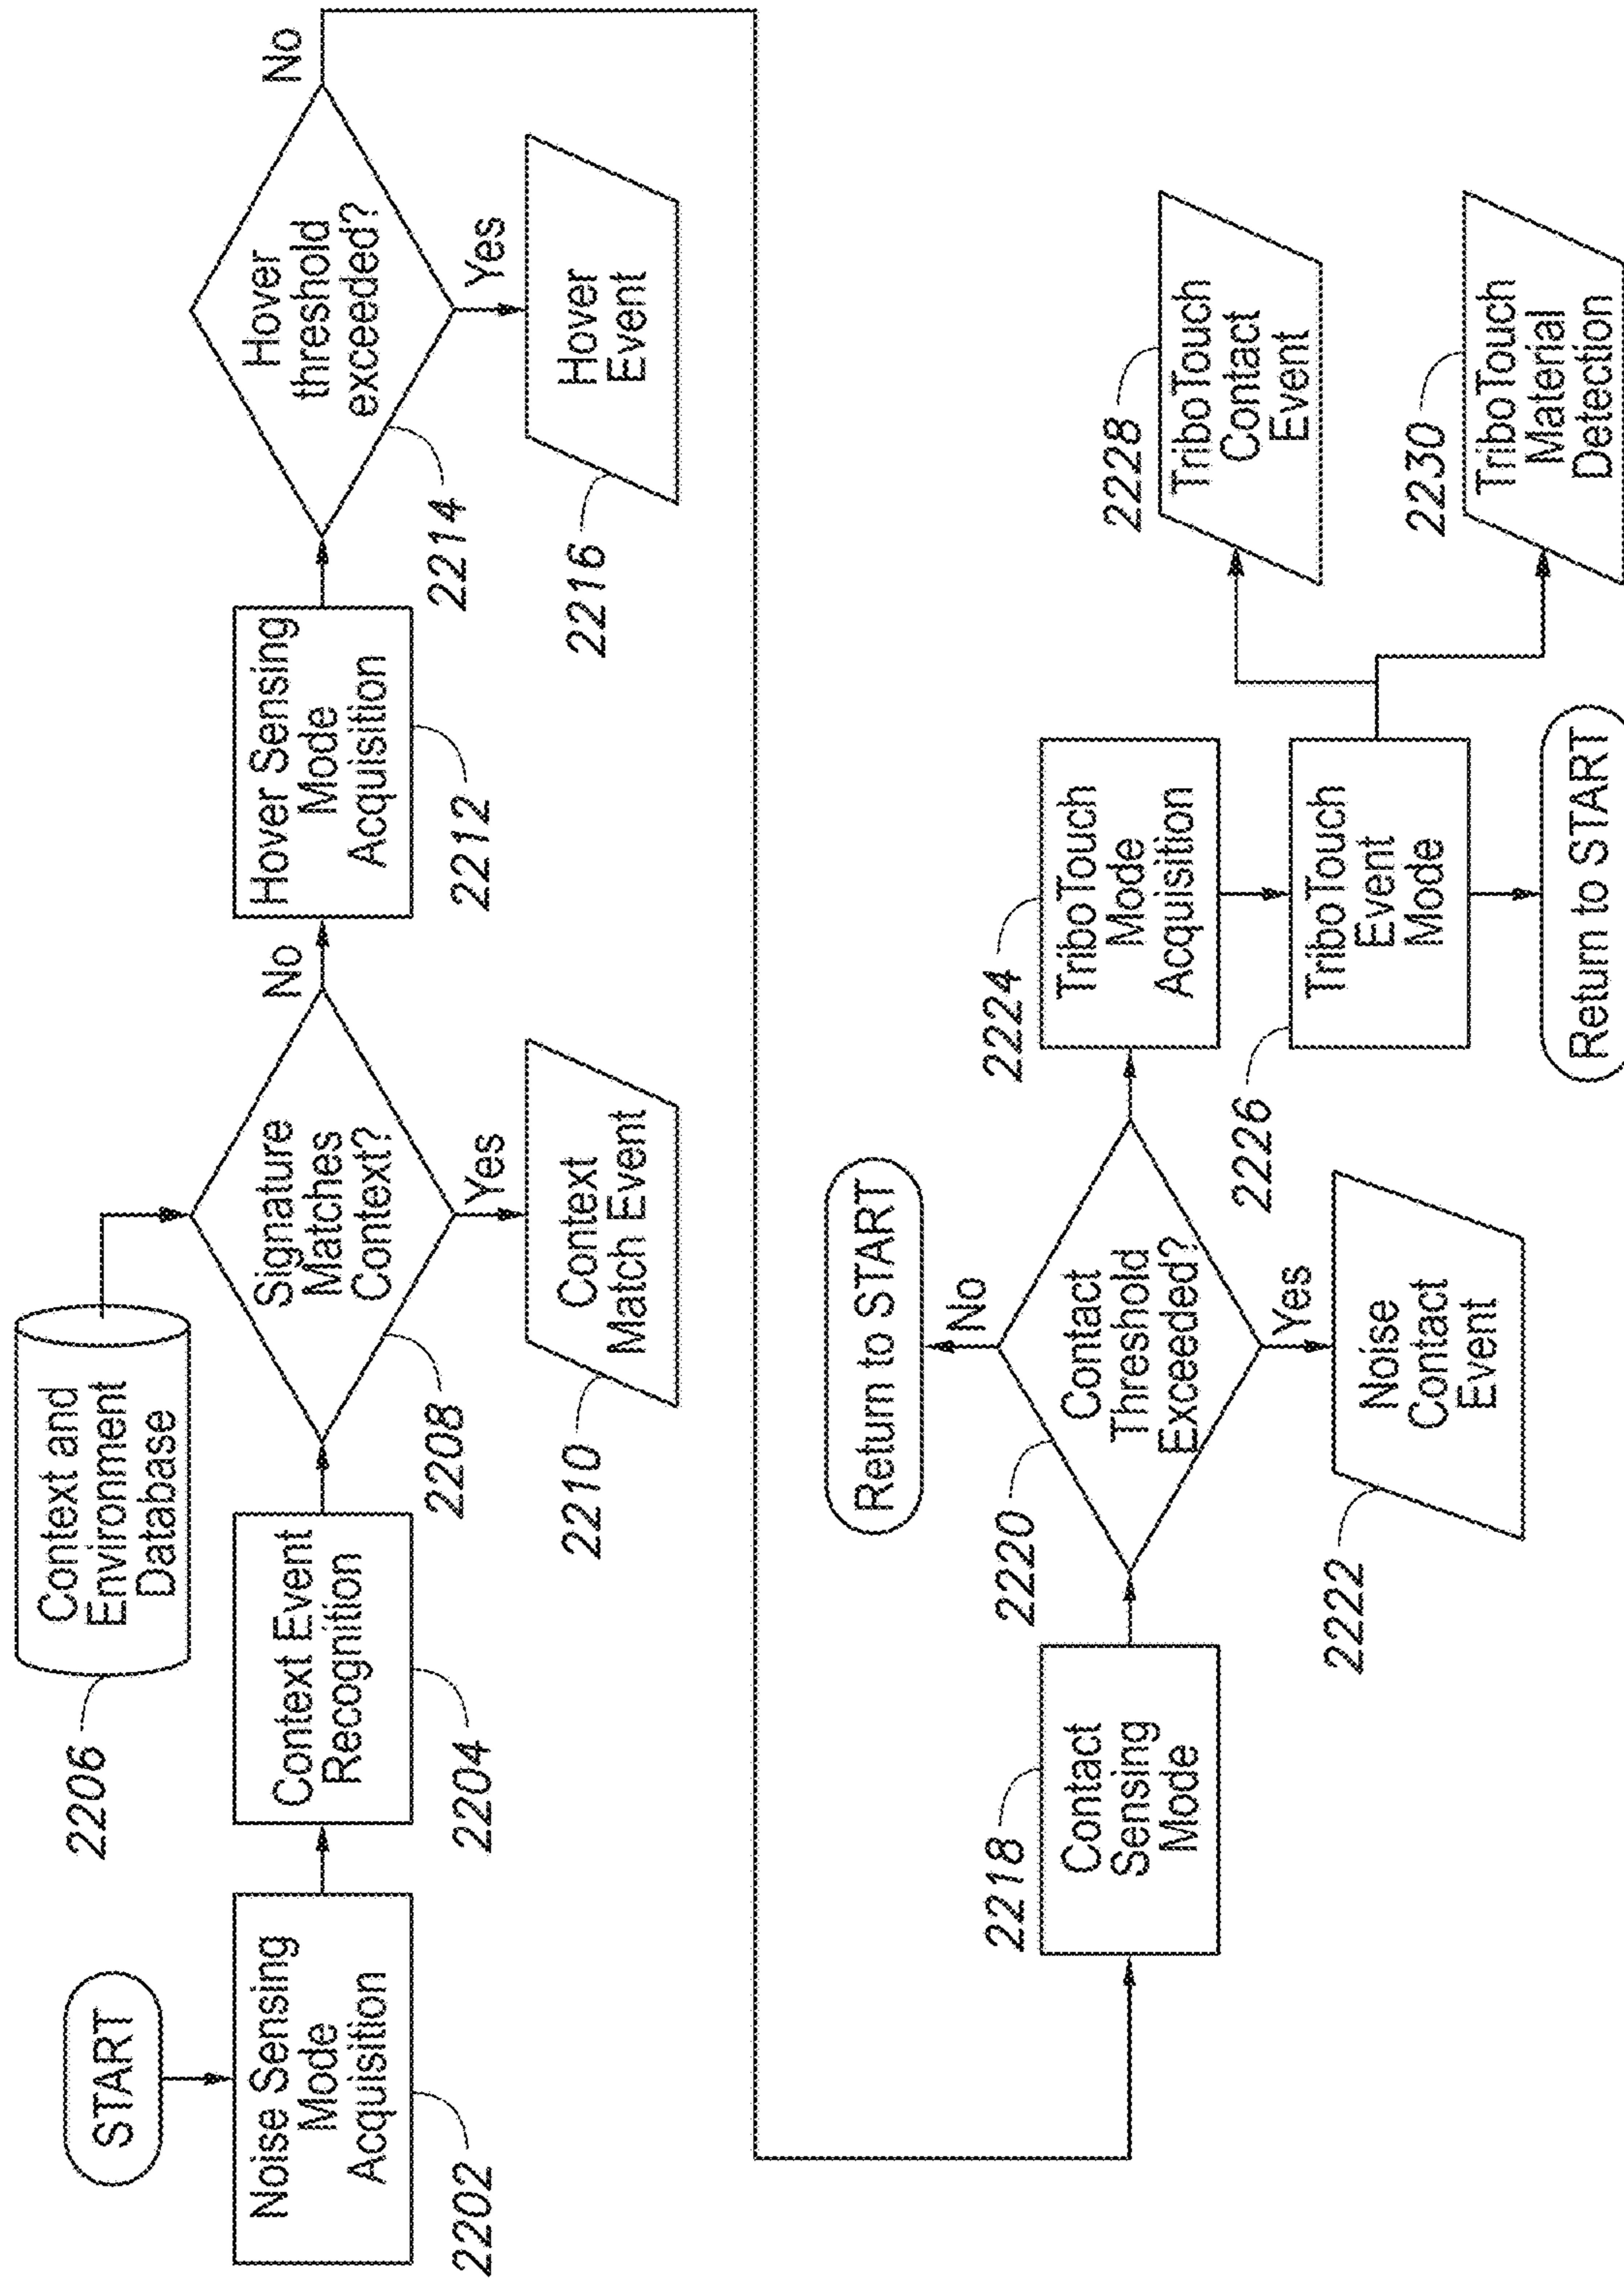 START
Noise Sensing
Mode
Acquisition
2202
Context Event
Recognition
2204
Context and
Environment
Database
2206
Signature
Matches
Context?
2208
No
Yes
Context
Match Event
2210
Hover Sensing
Mode
Acquisition
2212
Hover
threshold
exceeded?
2214
No
Yes
Hover
Event
2216
Contact
Sensing
Mode
2218
Contact
Threshold
Exceeded?
2220
No
Return to START
Yes
Noise
Contact
Event
2222
TriboTouch
Mode
Acquisition
2224
TriboTouch
Event
Mode
2226
Return to START
TriboTouch
Contact
Event
2228
TriboTouch
Material
Detection
2230